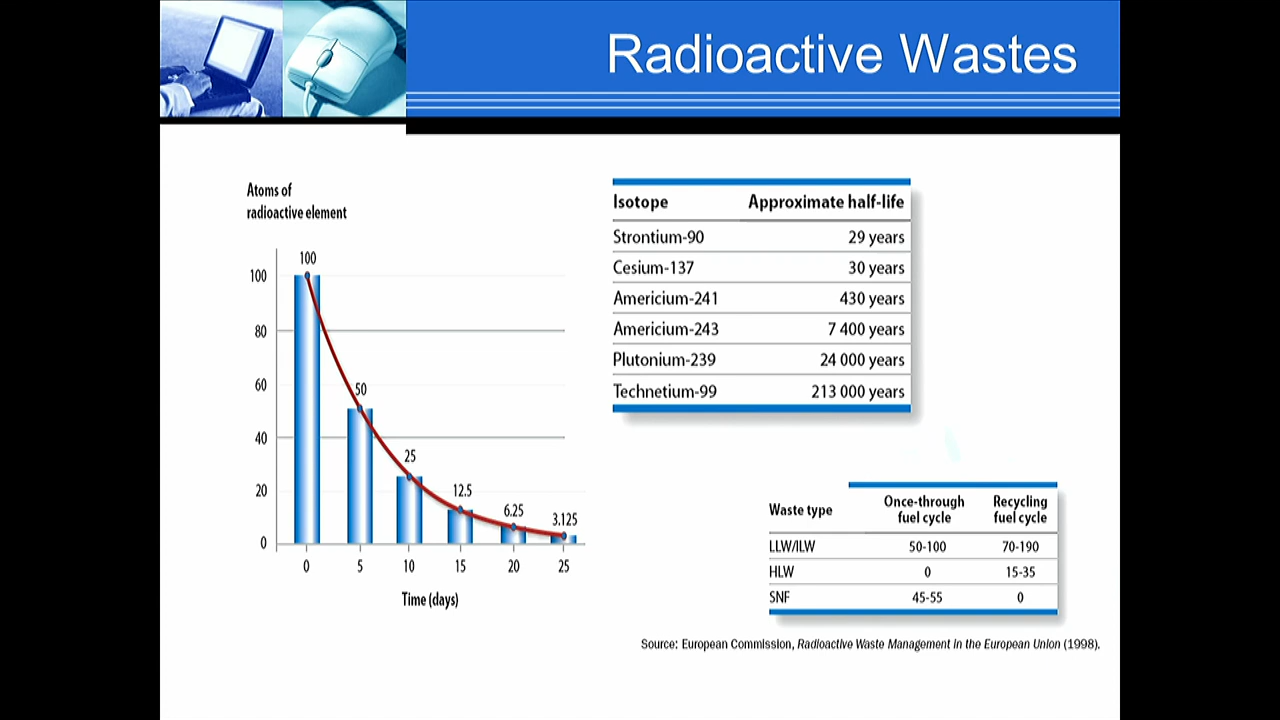 Radioactive Wastes
Atoms of
radioactive element
100
80
60
40
20
0
100
50
25
12.5
6.25
3.125
0 5 10 15 20 25
Time (days)
Isotope Approximate half-life
Strontium-90 29 years
Cesium-137 30 years
Americium-241 430 years
Americium-243 7 400 years
Plutonium-239 24 000 years
Technetium-99 213 000 years
Waste type Once-through fuel cycle Recycling fuel cycle
LLW/ILW 50-100 70-190
HLW 0 15-35
SNF 45-55 0
Source: European Commission, Radioactive Waste Management in the European Union (1998).